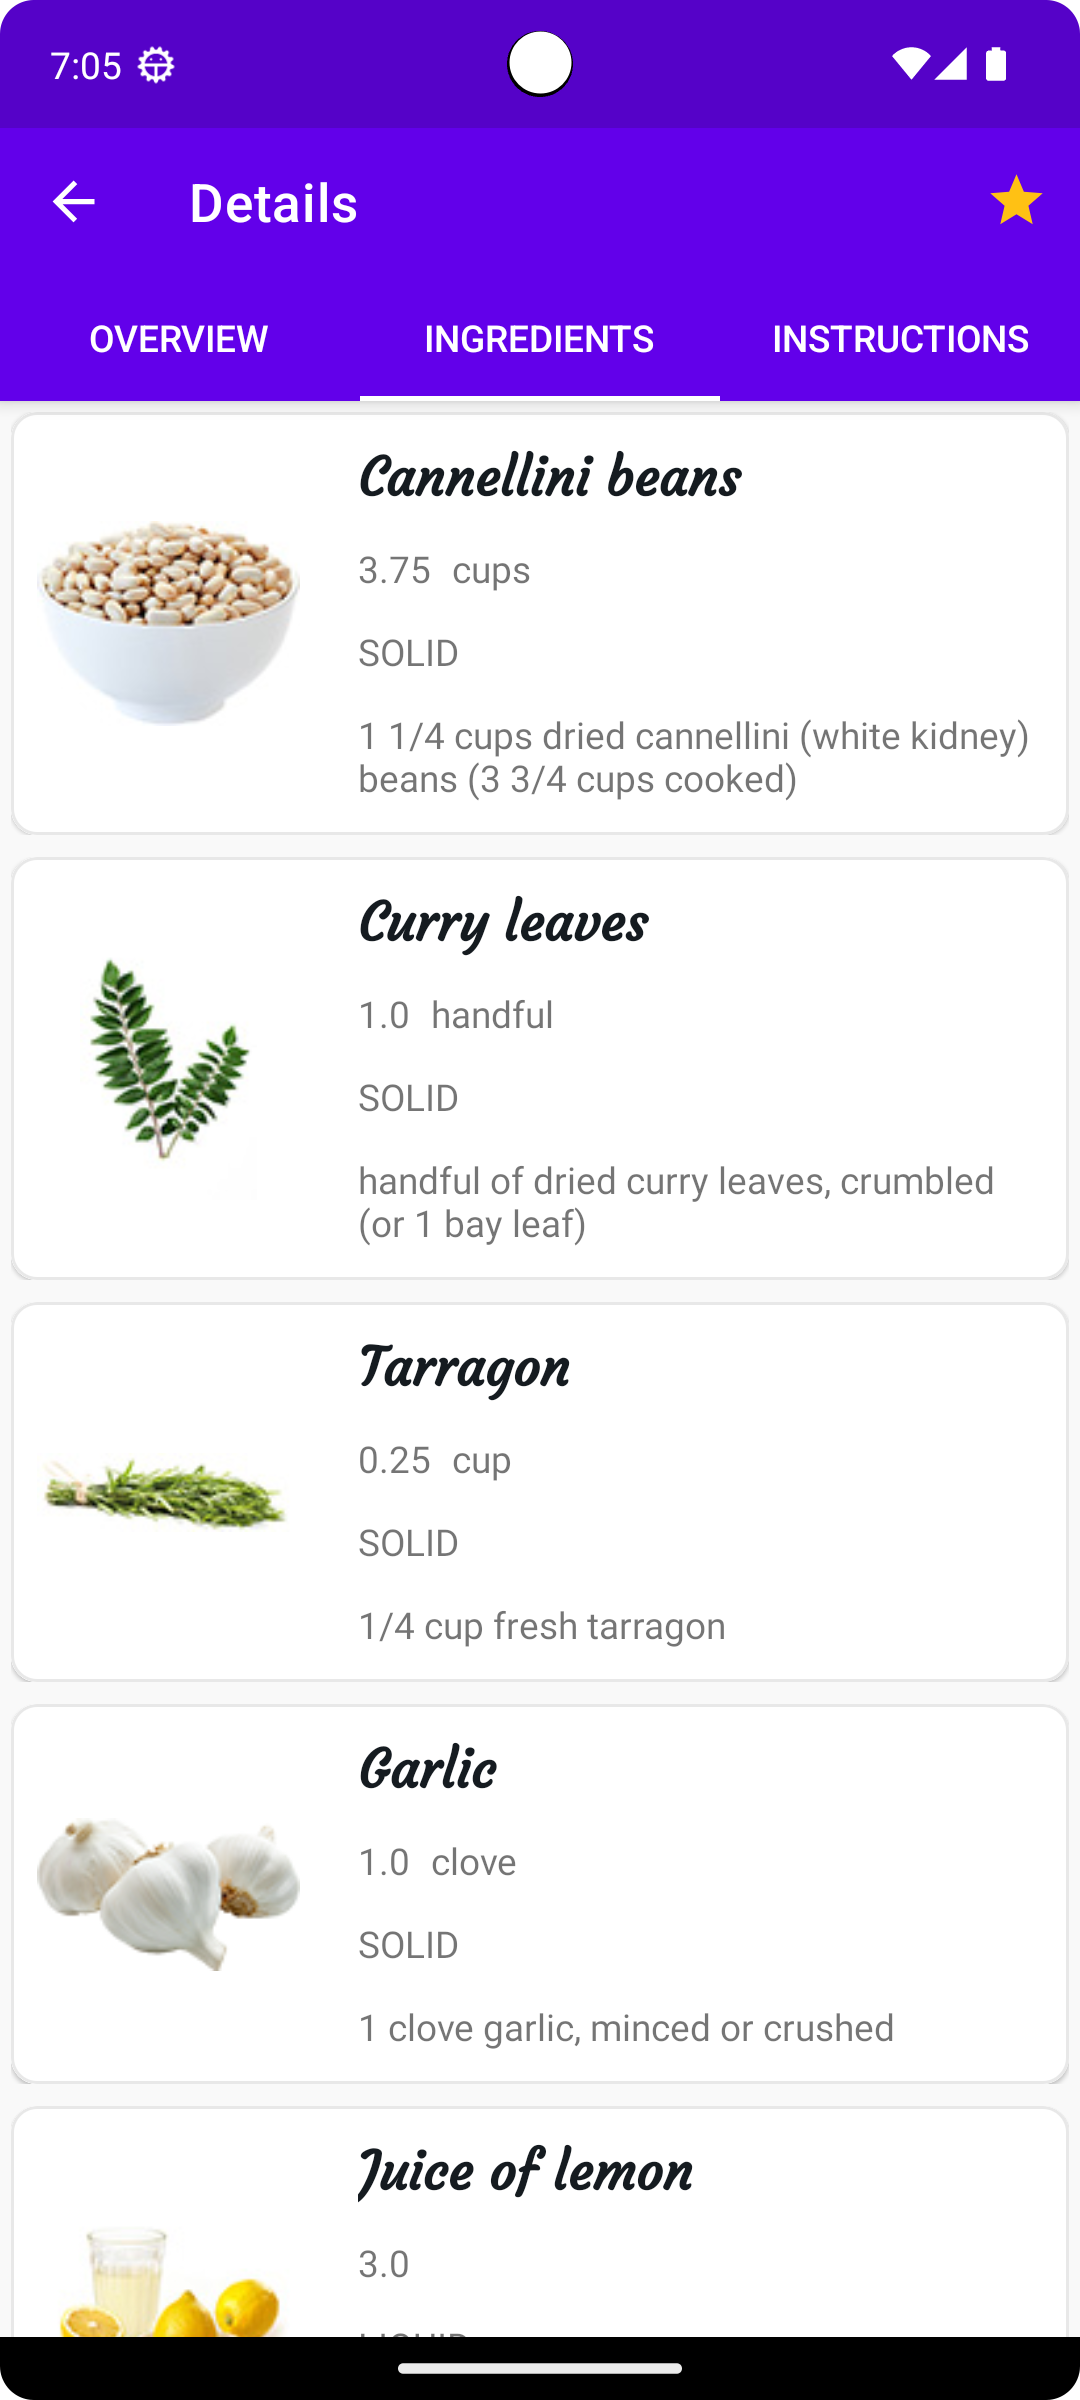 7:05
Details
OVERVIEW
INGREDIENTS
INSTRUCTIONS
Cannellini beans
3.75 cups
SOLID
1 1/4 cups dried cannellini (white kidney)
beans (3 3/4 cups cooked)
Curry leaves
1.0 handful
SOLID
handful of dried curry leaves, crumbled
(or 1 bay leaf)
Tarragon
0.25 cup
SOLID
1/4 cup fresh tarragon
Garlic
1.0 clove
SOLID
1 clove garlic, minced or crushed
Juice of lemon
3.0